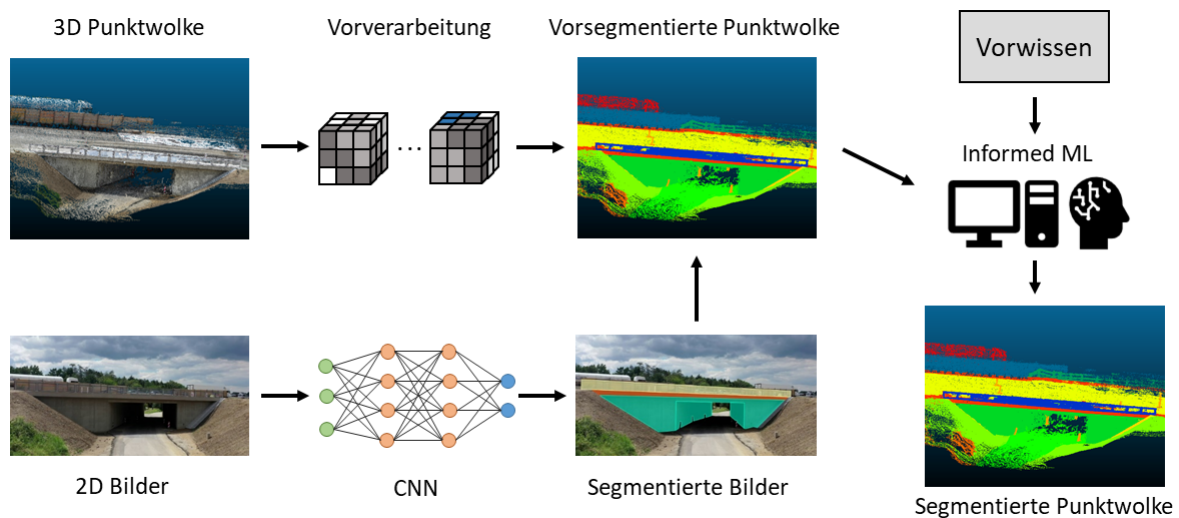 3D Punktwolke
Vorverarbeitung
Vorsegmentierte Punktwolke
Vorwissen
Informed ML
2D Bilder
CNN
Segmentierte Bilder
Segmentierte Punktwolke